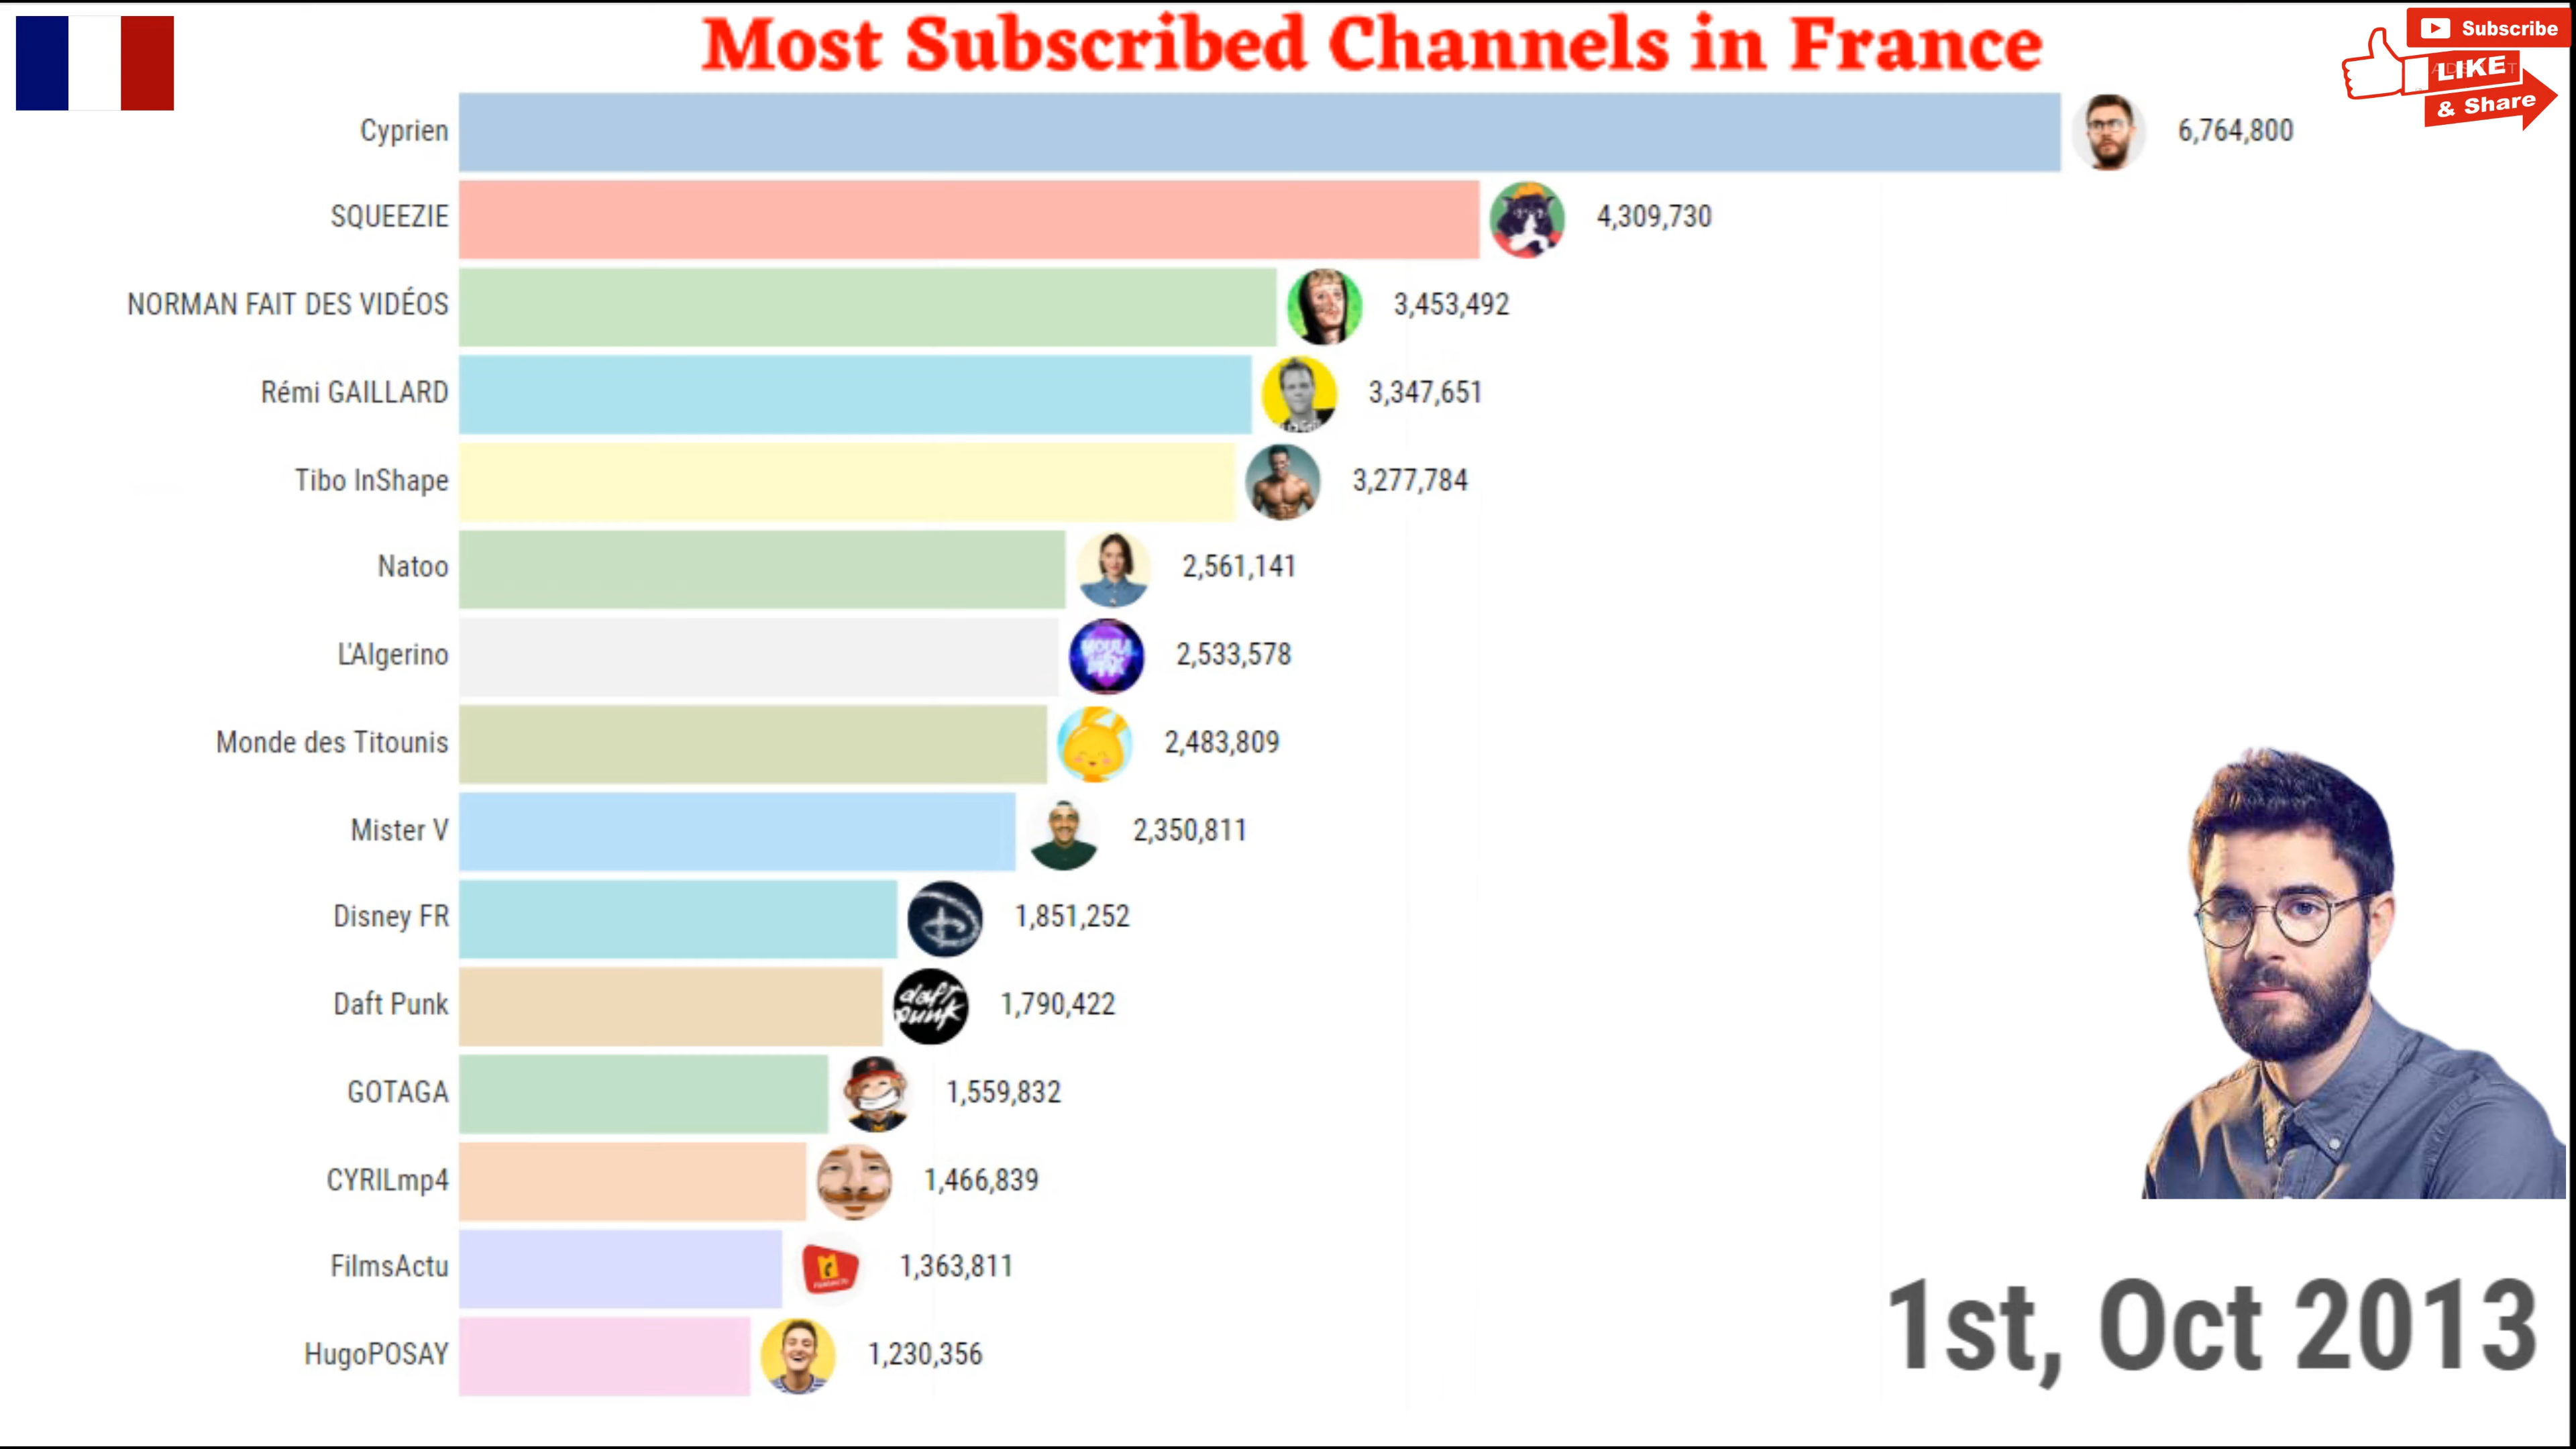 Most Subscribed Channels in France
Subscribe
LIKE
& Share
Cyprien 6,764,800
SQUEEZIE 4,309,730
NORMAN FAIT DES VIDÉOS 3,453,492
Rémi GAILLARD 3,347,651
Tibo InShape 3,277,784
Natoo 2,561,141
L'Algerino 2,533,578
Monde des Titounis 2,483,809
Mister V 2,350,811
Disney FR 1,851,252
Daft Punk daft punk 1,790,422
GOTAGA 1,559,832
CYRILmp4 1,466,839
FilmsActu 1,363,811
HugoPOSAY 1,230,356
1st, Oct 2013